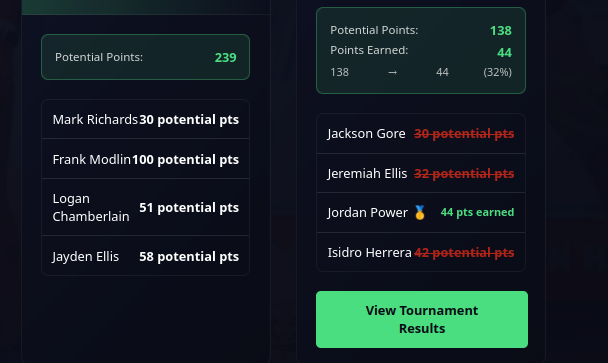 Potential Points: 239
Mark Richards 30 potential pts
Frank Modlin 100 potential pts
Logan
Chamberlain 51 potential pts
Jayden Ellis 58 potential pts
Potential Points: 138
Points Earned: 44
138 → 44 (32%)
Jackson Gore 30 potential pts
Jeremiah Ellis 32 potential pts
Jordan Power 🥇 44 pts earned
Isidro Herrera 42 potential pts
View Tournament
Results